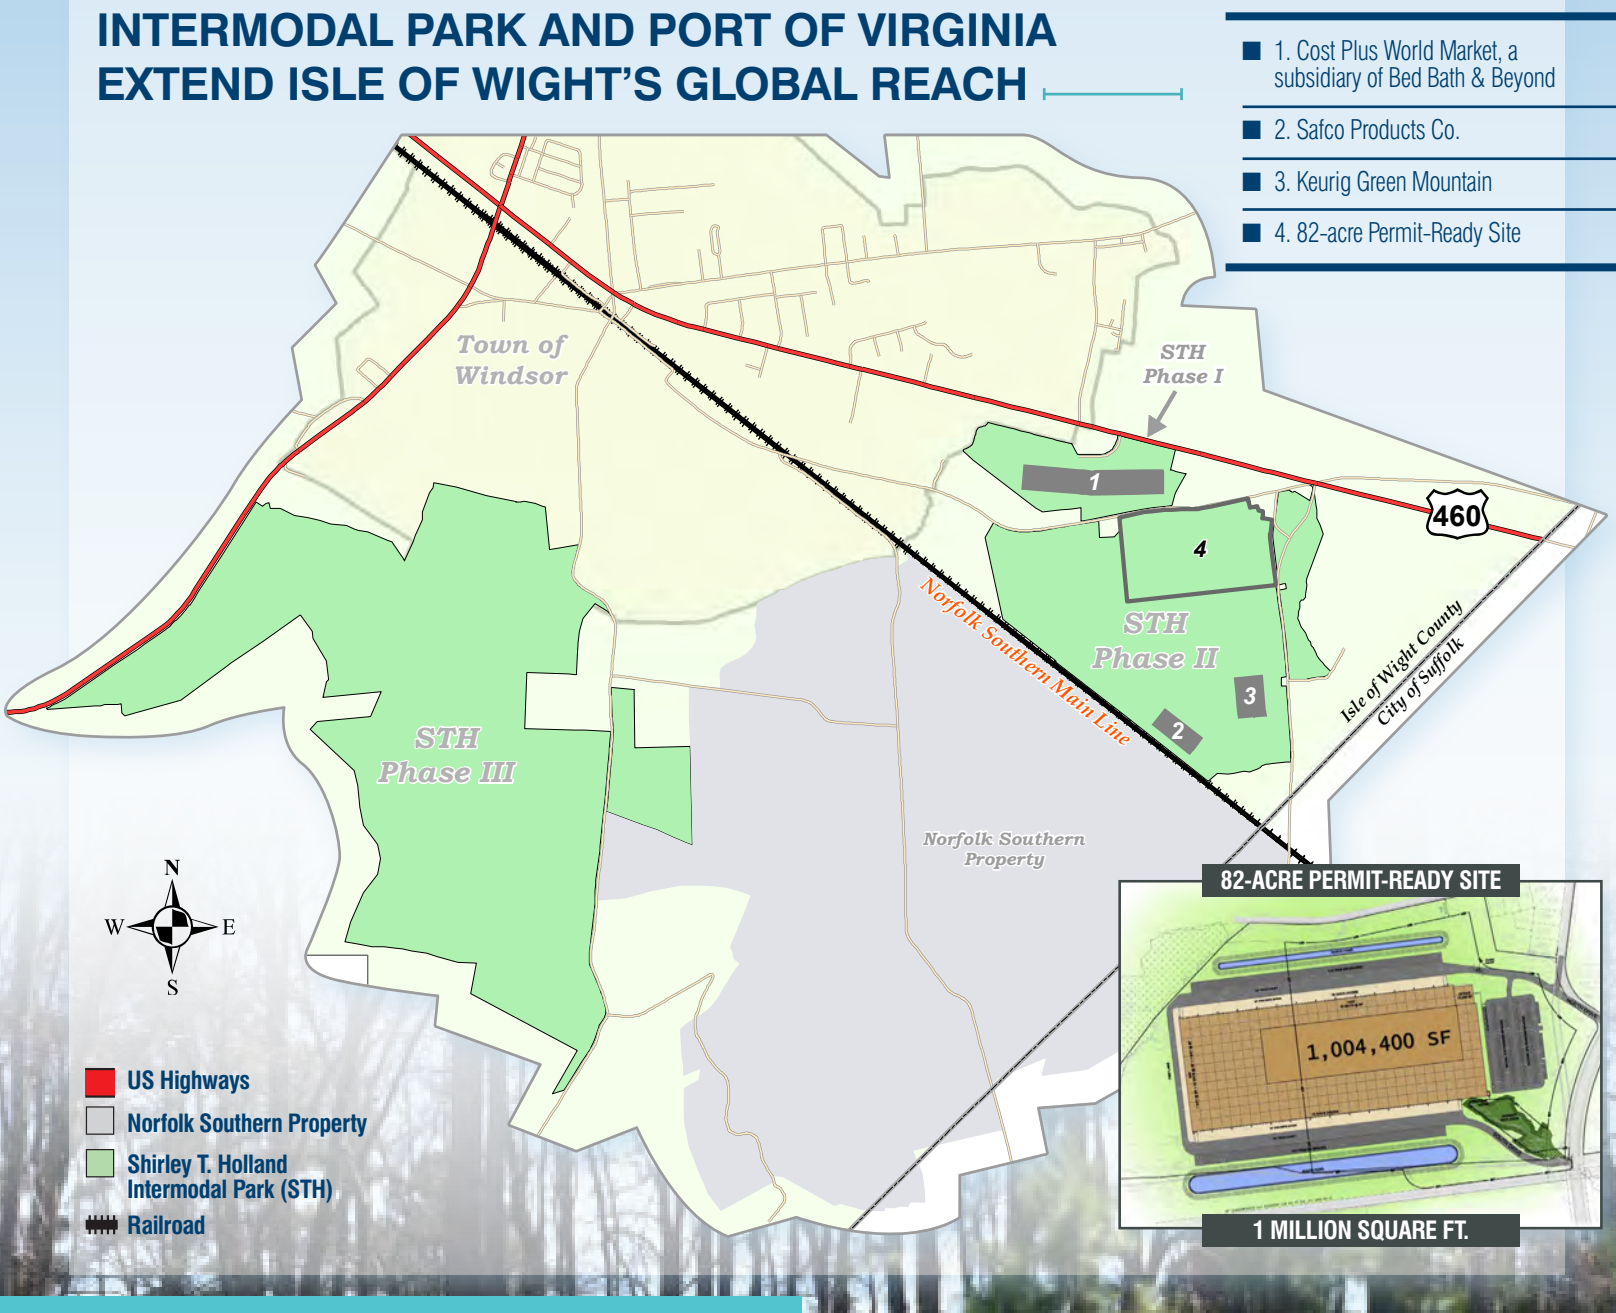 INTERMODAL PARK AND PORT OF VIRGINIA
EXTEND ISLE OF WIGHT'S GLOBAL REACH
1. Cost Plus World Market, a
subsidiary of Bed Bath & Beyond
2. Safco Products Co.
3. Keurig Green Mountain
4. 82-acre Permit-Ready Site
Town of
Windsor
STH
Phase I
1
460
4
STH
Phase II
Norfolk Southern Main Line
3
2
Isle of Wight County
City of Suffolk
STH
Phase III
Norfolk Southern
Property
N
W
E
S
US Highways
Norfolk Southern Property
Shirley T. Holland
Intermodal Park (STH)
Railroad
82-ACRE PERMIT-READY SITE
1,004,400 SF
1 MILLION SQUARE FT.